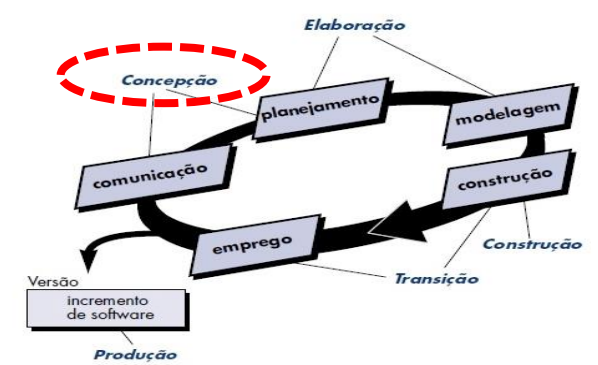 Elaboração
Concepção
planejamento
modelagem
comunicação
construção
emprego
Construção
Transição
Versão
incremento
de software
Produção